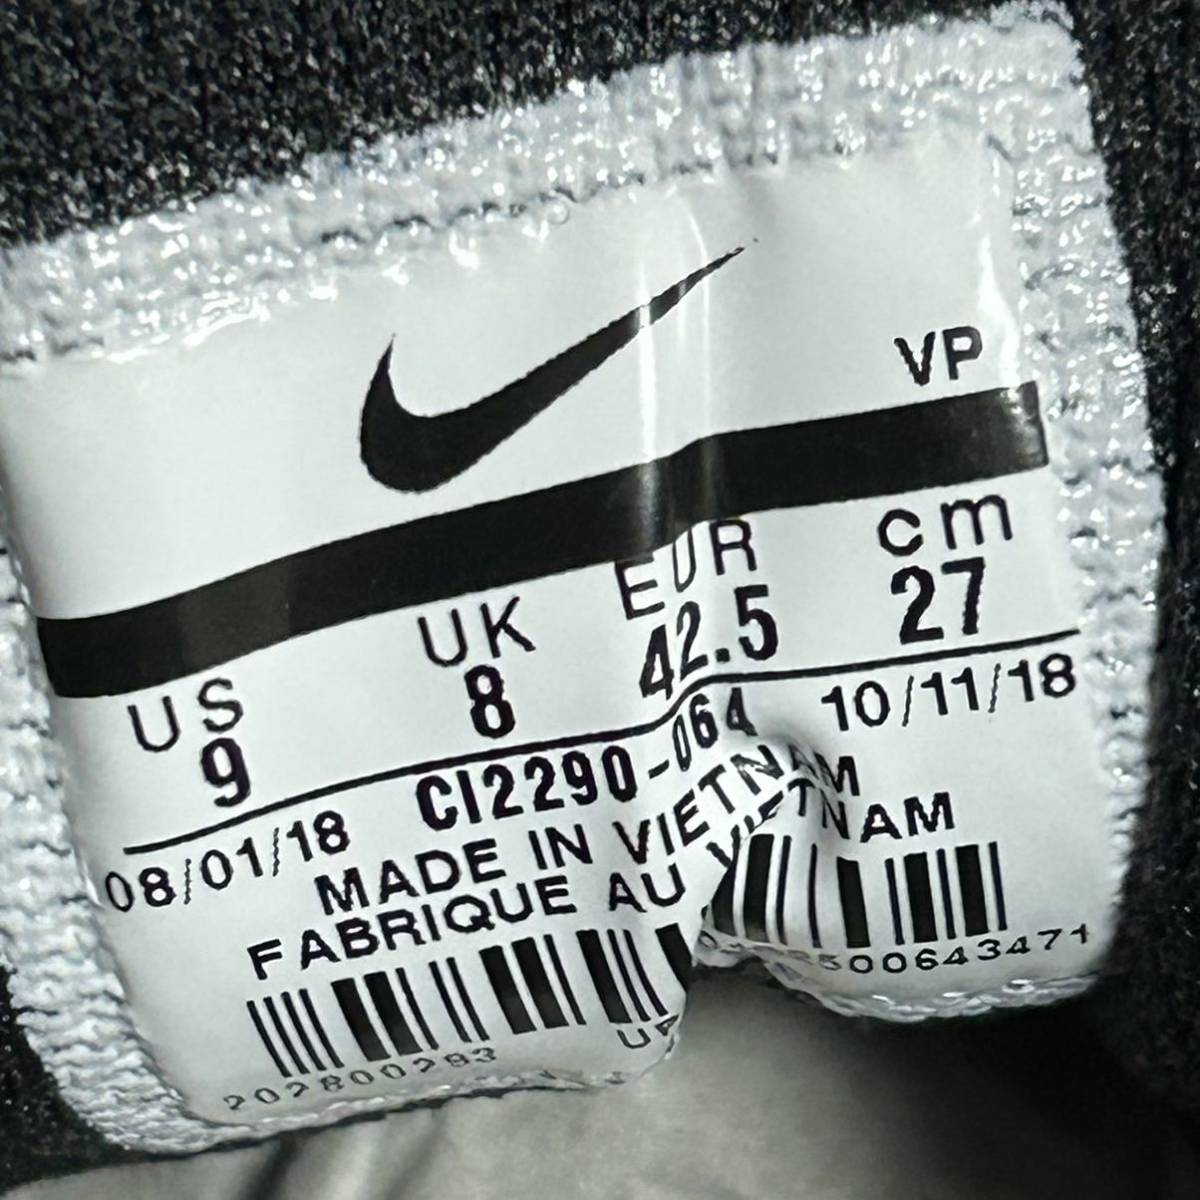 VP
US UK EUR cm
9 8 42.5 27
08/01/18 CI2290-064 10/11/18
MADE IN VIETNAM
FABRIQUE AU VIETNAM
202800293